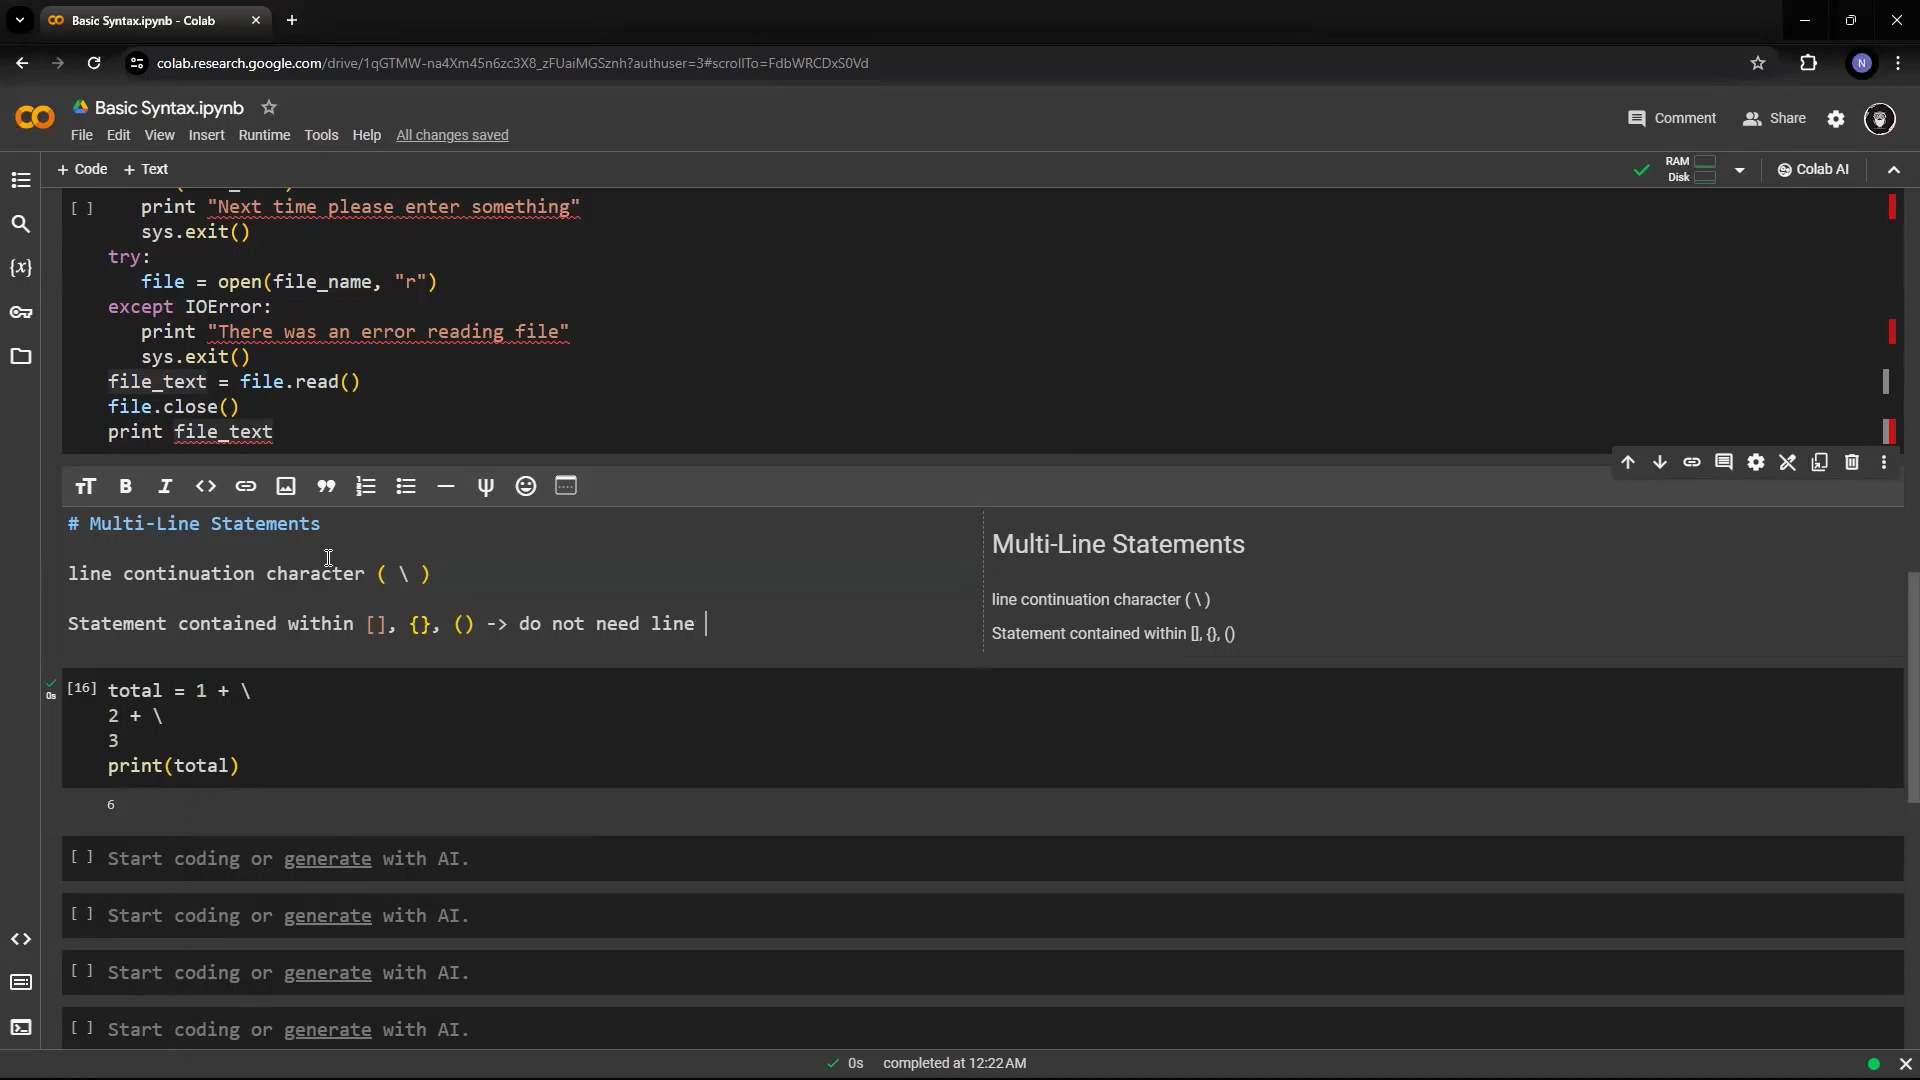 Basic Syntax.ipynb - Colab
colab.research.google.com/drive/1qGTMW-na4Xm45n6zc3X8_zFUaiMGSznh?authuser=3#scrollTo=FdbWRCDxS0Vd
N
Basic Syntax.ipynb
Comment
Share
File Edit View Insert Runtime Tools Help All changes saved
+ Code + Text
RAM
Disk
Colab AI
[ ] print "Next time please enter something"
sys.exit()
try:
file = open(file_name, "r")
except IOError:
print "There was an error reading file"
sys.exit()
file_text = file.read()
file.close()
print file_text
# Multi-Line Statements
line continuation character ( \ )
Statement contained within [], {}, () -> do not need line
Multi-Line Statements
line continuation character ( \ )
Statement contained within [], {}, ()
0s
[16] total = 1 + \
2 + \
3
print(total)
6
[ ] Start coding or generate with AI.
[ ] Start coding or generate with AI.
[ ] Start coding or generate with AI.
[ ] Start coding or generate with AI.
0s completed at 12:22 AM